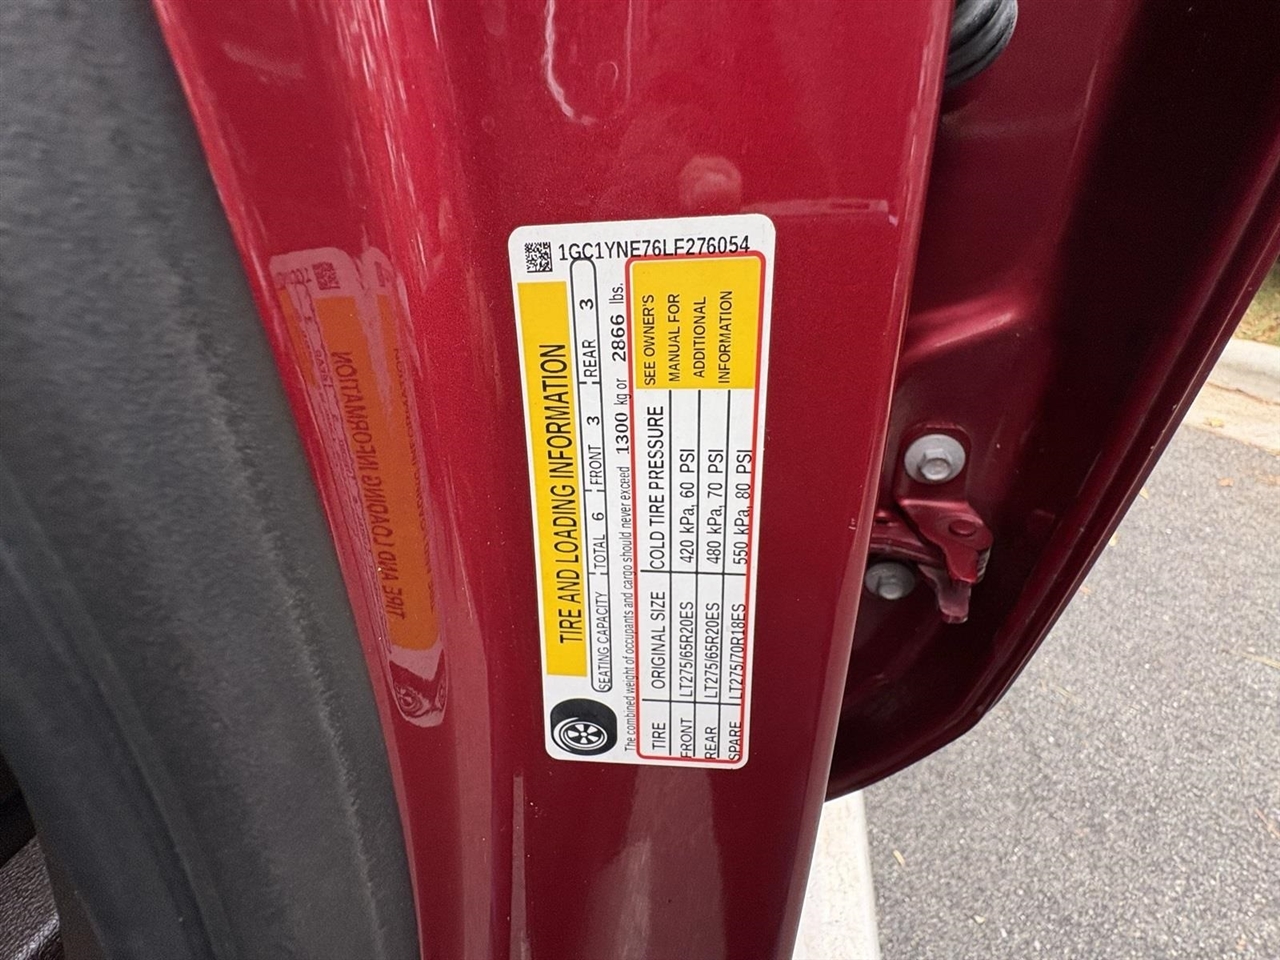 1GC1YNE76LF276054
TIRE AND LOADING INFORMATION
SEATING CAPACITY TOTAL 6 FRONT 3 REAR 3
The combined weight of occupants and cargo should never exceed 1300 kg or 2866 lbs.
TIRE ORIGINAL SIZE COLD TIRE PRESSURE
FRONT LT275/65R20ES 420 kPa, 60 PSI
REAR LT275/65R20ES 480 kPa, 70 PSI
SPARE LT275/70R18ES 550 kPa, 80 PSI
SEE OWNER'S
MANUAL FOR
ADDITIONAL
INFORMATION